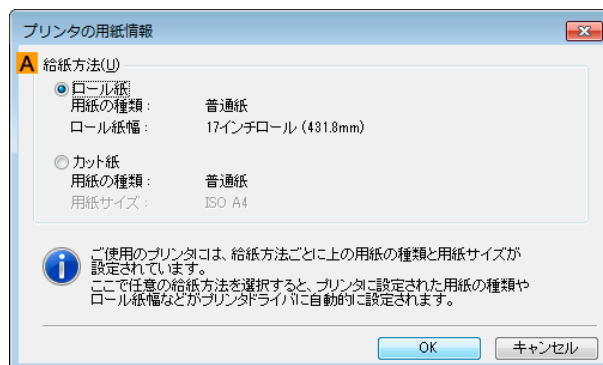 プリンタの用紙情報
A 給紙方法(U)
ロール紙
用紙の種類: 普通紙
ロール紙幅: 17インチロール (431.8mm)
カット紙
用紙の種類: 普通紙
用紙サイズ: ISO A4
ご使用のプリンタには、給紙方法ごとに上の用紙の種類と用紙サイズが
設定されています。
ここで任意の給紙方法を選択すると、プリンタに設定された用紙の種類や
ロール紙幅などがプリンタドライバに自動的に設定されます。
OK キャンセル